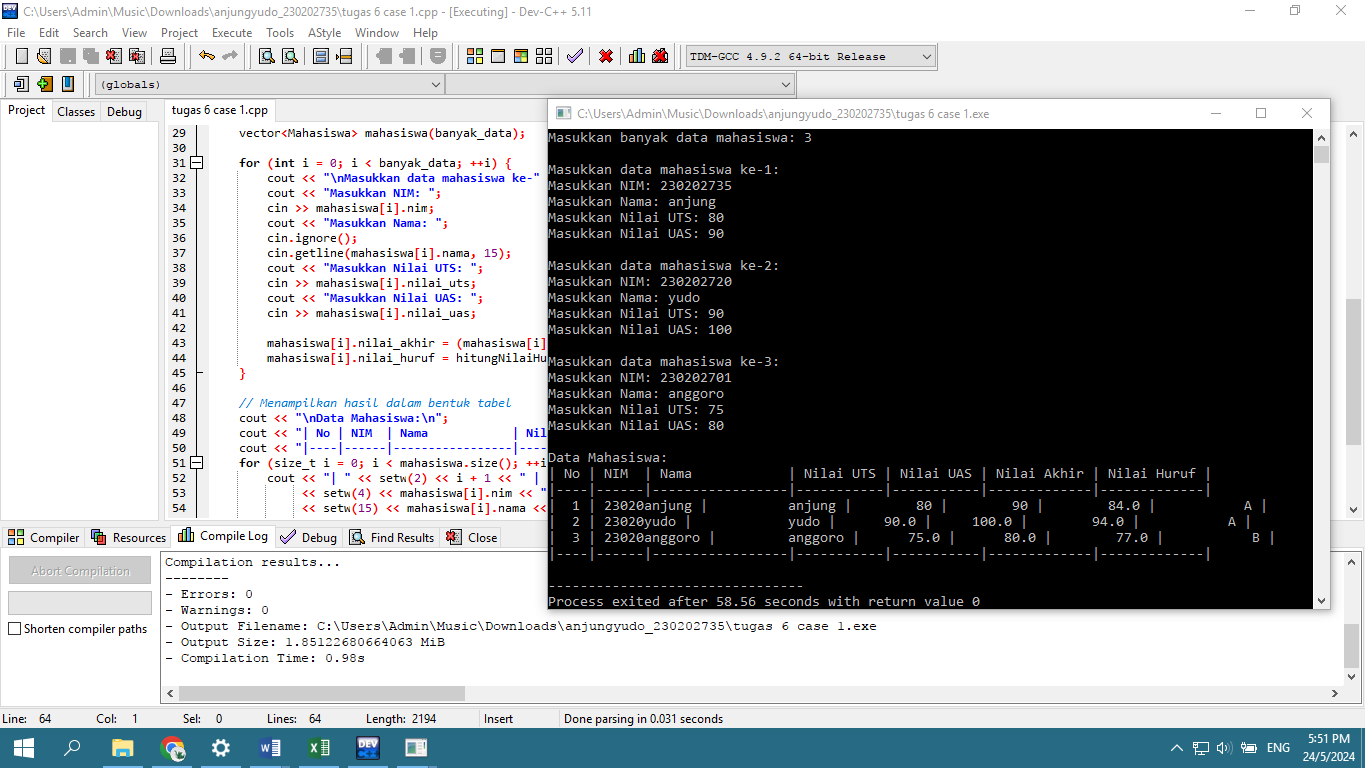 C:\Users\Admin\Music\Downloads\anjungyudo_230202735\tugas 6 case 1.cpp - [Executing] - Dev-C++ 5.11
File Edit Search View Project Execute Tools AStyle Window Help
TDM-GCC 4.9.2 64-bit Release
(globals)
Project Classes Debug
tugas 6 case 1.cpp
29 vector<Mahasiswa> mahasiswa(banyak_data);
30
31 for (int i = 0; i < banyak_data; ++i) {
32 cout << "\nMasukkan data mahasiswa ke-"
33 cout << "Masukkan NIM: ";
34 cin >> mahasiswa[i].nim;
35 cout << "Masukkan Nama: ";
36 cin.ignore();
37 cin.getline(mahasiswa[i].nama, 15);
38 cout << "Masukkan Nilai UTS: ";
39 cin >> mahasiswa[i].nilai_uts;
40 cout << "Masukkan Nilai UAS: ";
41 cin >> mahasiswa[i].nilai_uas;
42
43 mahasiswa[i].nilai_akhir = (mahasiswa[i]
44 mahasiswa[i].nilai_huruf = hitungNilaiHu
45 }
46
47 // Menampilkan hasil dalam bentuk tabel
48 cout << "\nData Mahasiswa:\n";
49 cout << "| No | NIM  | Nama            | Nil
50 cout << "|----|------|-----------------|----
51 for (size_t i = 0; i < mahasiswa.size(); ++i
52 cout << "| " << setw(2) << i + 1 << " |
53 << setw(4) << mahasiswa[i].nim << "
54 << setw(15) << mahasiswa[i].nama <<
C:\Users\Admin\Music\Downloads\anjungyudo_230202735\tugas 6 case 1.exe
Masukkan banyak data mahasiswa: 3
Masukkan data mahasiswa ke-1:
Masukkan NIM: 230202735
Masukkan Nama: anjung
Masukkan Nilai UTS: 80
Masukkan Nilai UAS: 90
Masukkan data mahasiswa ke-2:
Masukkan NIM: 230202720
Masukkan Nama: yudo
Masukkan Nilai UTS: 90
Masukkan Nilai UAS: 100
Masukkan data mahasiswa ke-3:
Masukkan NIM: 230202701
Masukkan Nama: anggoro
Masukkan Nilai UTS: 75
Masukkan Nilai UAS: 80
Data Mahasiswa:
| No | NIM  | Nama            | Nilai UTS | Nilai UAS | Nilai Akhir | Nilai Huruf |
|----|------|-----------------|-----------|-----------|-------------|-------------|
|  1 | 23020anjung |          anjung |        80 |        90 |        84.0 |           A |
|  2 | 23020yudo |            yudo |      90.0 |     100.0 |        94.0 |           A |
|  3 | 23020anggoro |         anggoro |      75.0 |      80.0 |        77.0 |           B |
|----|------|-----------------|-----------|-----------|-------------|-------------|
--------------------------------
Process exited after 58.56 seconds with return value 0
Compiler Resources Compile Log Debug Find Results Close
Abort Compilation
Shorten compiler paths
Compilation results...
--------
- Errors: 0
- Warnings: 0
- Output Filename: C:\Users\Admin\Music\Downloads\anjungyudo_230202735\tugas 6 case 1.exe
- Output Size: 1.85122680664063 MiB
- Compilation Time: 0.98s
Line: 64 Col: 1 Sel: 0 Lines: 64 Length: 2194 Insert Done parsing in 0.031 seconds
DEV
ENG
5:51 PM
24/5/2024